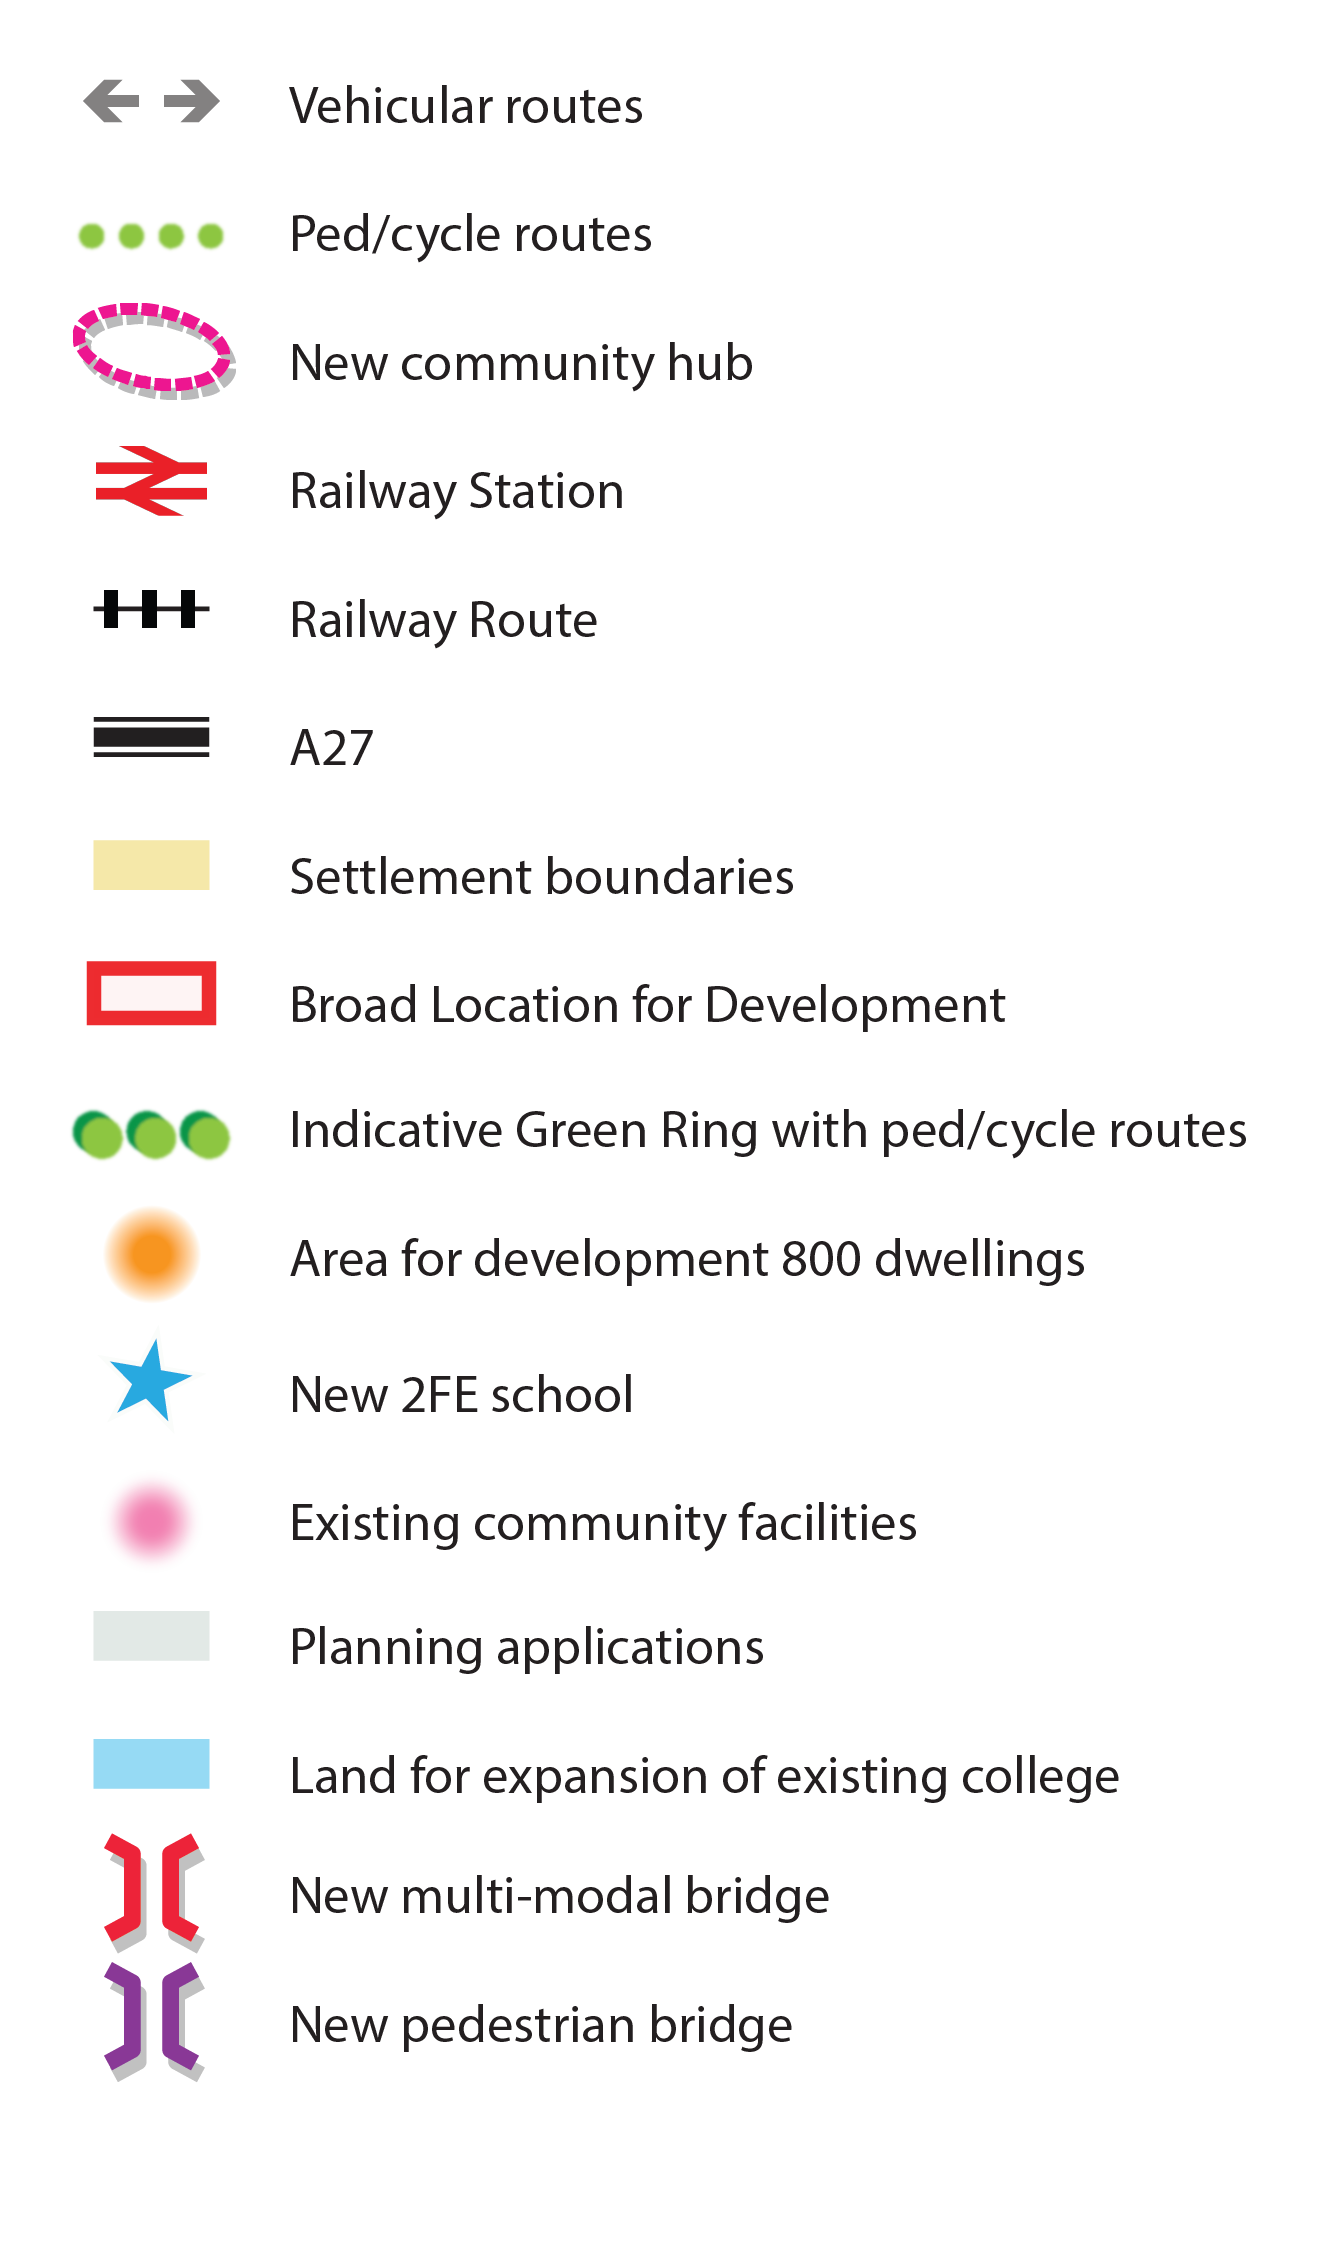 Vehicular routes
Ped/cycle routes
New community hub
Railway Station
Railway Route
A27
Settlement boundaries
Broad Location for Development
Indicative Green Ring with ped/cycle routes
Area for development 800 dwellings
New 2FE school
Existing community facilities
Planning applications
Land for expansion of existing college
New multi-modal bridge
New pedestrian bridge